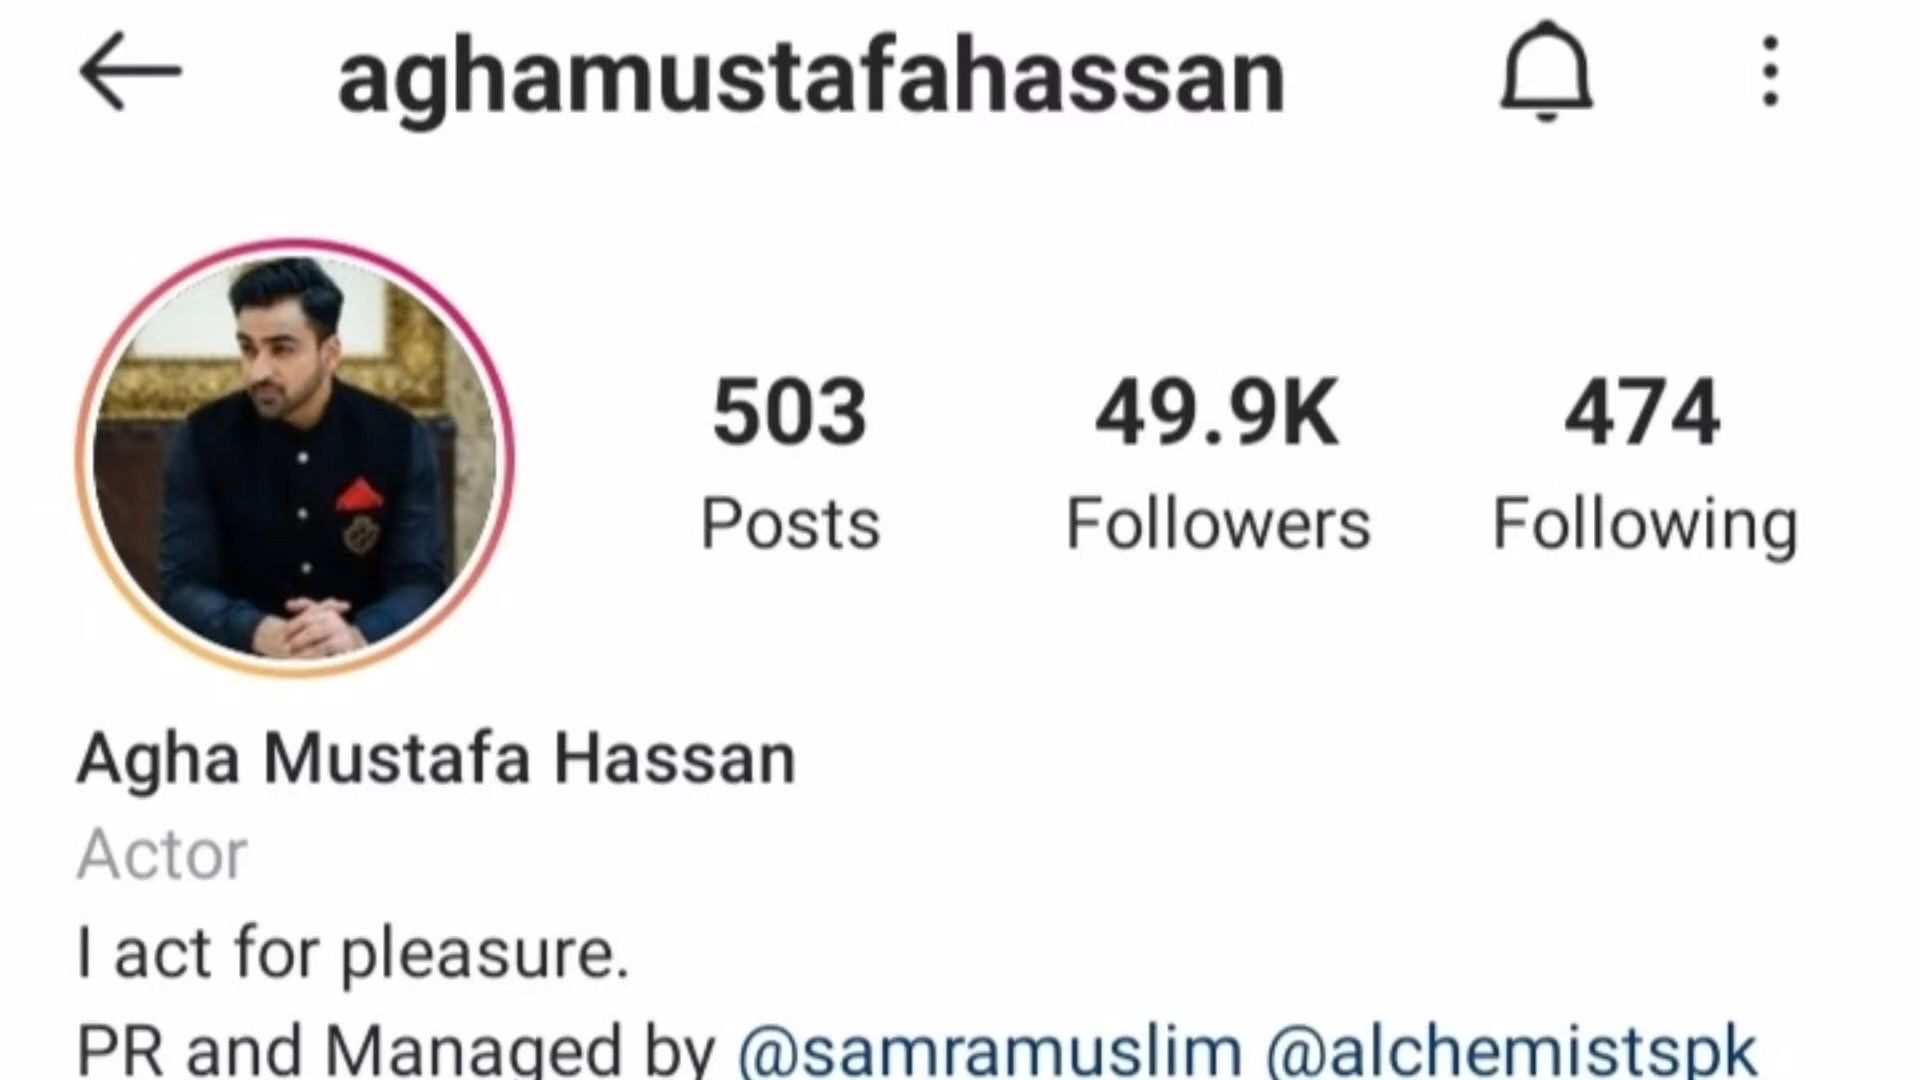 aghamustafahassan
503 49.9K 474
Posts Followers Following
Agha Mustafa Hassan
Actor
I act for pleasure.
PR and Managed by @samramuslim @alchemistspk